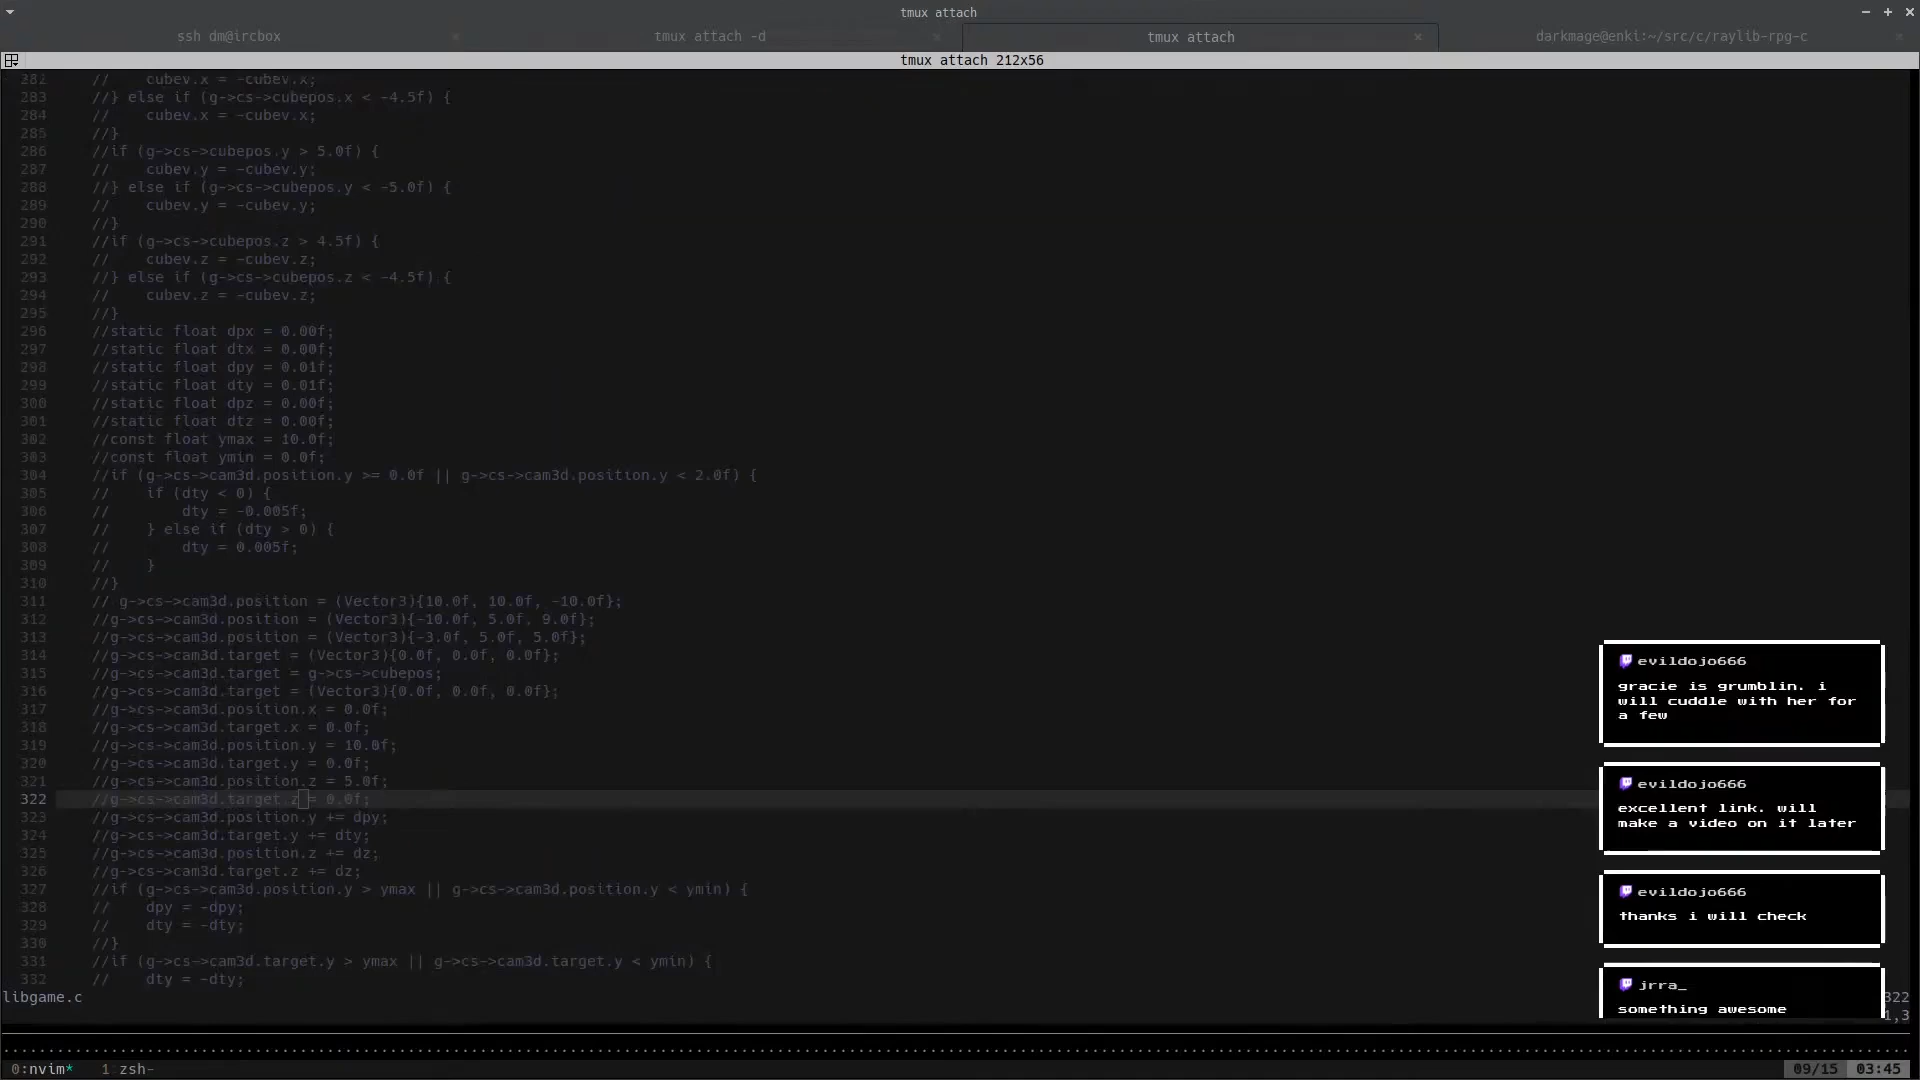 tmux attach
ssh dm@ircbox
tmux attach -d
tmux attach
darkmage@enki:~/src/c/raylib-rpg-c
tmux attach 212x56
282 // cubev.x = -cubev.x;
283 //} else if (g->cs->cubepos.x < -4.5f) {
284 // cubev.x = -cubev.x;
285 //}
286 //if (g->cs->cubepos.y > 5.0f) {
287 // cubev.y = -cubev.y;
288 //} else if (g->cs->cubepos.y < -5.0f) {
289 // cubev.y = -cubev.y;
290 //}
291 //if (g->cs->cubepos.z > 4.5f) {
292 // cubev.z = -cubev.z;
293 //} else if (g->cs->cubepos.z < -4.5f) {
294 // cubev.z = -cubev.z;
295 //}
296 //static float dpx = 0.00f;
297 //static float dtx = 0.00f;
298 //static float dpy = 0.01f;
299 //static float dty = 0.01f;
300 //static float dpz = 0.00f;
301 //static float dtz = 0.00f;
302 //const float ymax = 10.0f;
303 //const float ymin = 0.0f;
304 //if (g->cs->cam3d.position.y >= 0.0f || g->cs->cam3d.position.y < 2.0f) {
305 // if (dty < 0) {
306 // dty = -0.005f;
307 // } else if (dty > 0) {
308 // dty = 0.005f;
309 // }
310 //}
311 // g->cs->cam3d.position = (Vector3){10.0f, 10.0f, -10.0f};
312 //g->cs->cam3d.position = (Vector3){-10.0f, 5.0f, 9.0f};
313 //g->cs->cam3d.position = (Vector3){-3.0f, 5.0f, 5.0f};
314 //g->cs->cam3d.target = (Vector3){0.0f, 0.0f, 0.0f};
315 //g->cs->cam3d.target = g->cs->cubepos;
316 //g->cs->cam3d.target = (Vector3){0.0f, 0.0f, 0.0f};
317 //g->cs->cam3d.position.x = 0.0f;
318 //g->cs->cam3d.target.x = 0.0f;
319 //g->cs->cam3d.position.y = 10.0f;
320 //g->cs->cam3d.target.y = 0.0f;
321 //g->cs->cam3d.position.z = 5.0f;
322 //g->cs->cam3d.target.z = 0.0f;
323 //g->cs->cam3d.position.y += dpy;
324 //g->cs->cam3d.target.y += dty;
325 //g->cs->cam3d.position.z += dz;
326 //g->cs->cam3d.target.z += dz;
327 //if (g->cs->cam3d.position.y > ymax || g->cs->cam3d.position.y < ymin) {
328 // dpy = -dpy;
329 // dty = -dty;
330 //}
331 //if (g->cs->cam3d.target.y > ymax || g->cs->cam3d.target.y < ymin) {
332 // dty = -dty;
libgame.c
322
1,3
evildojo666
gracie is grumblin. i
will cuddle with her for
a few
evildojo666
excellent link. will
make a video on it later
evildojo666
thanks i will check
jrra_
something awesome
0:nvim* 1:zsh-
09/15 03:45